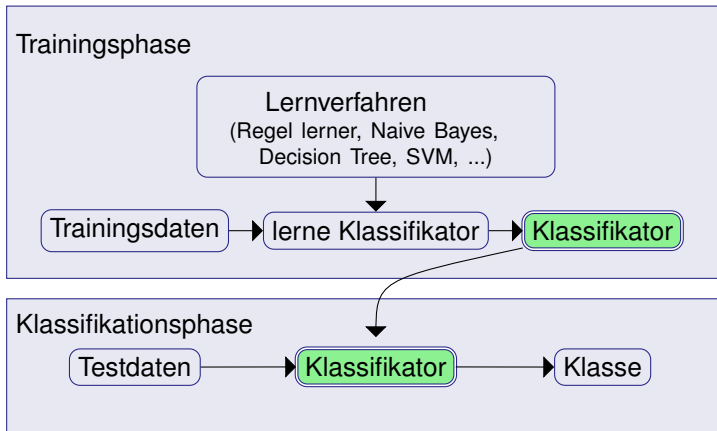 Trainingsphase
Lernverfahren
(Regel lerner, Naive Bayes,
Decision Tree, SVM, ...)
Trainingsdaten
lerne Klassifikator
Klassifikator
Klassifikationsphase
Testdaten
Klassifikator
Klasse